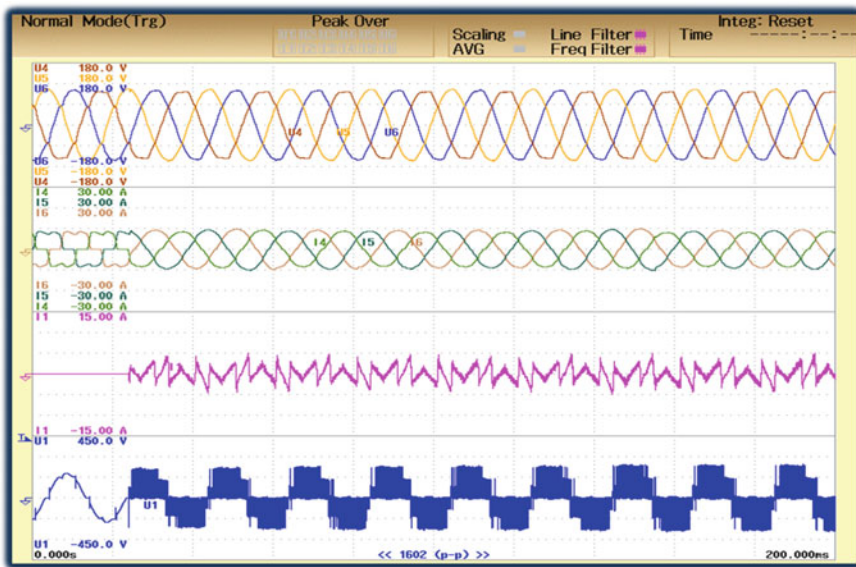 Normal Mode(Trg)
Peak Over
Scaling
AVG
Line Filter
Freq Filter
Integ: Reset
Time -----:--:--
U4 180.0 V
U5 180.0 V
U6 180.0 V
U4
U5
U6
U6 -180.0 V
U5 -180.0 V
U4 -180.0 V
I4 30.00 A
I5 30.00 A
I6 30.00 A
I4
I5
I6
I6 -30.00 A
I5 -30.00 A
I4 -30.00 A
I1 15.00 A
I1 -15.00 A
U1 450.0 V
U1
U1 -450.0 V
0.000s
<< 1602 (p-p) >>
200.000ms